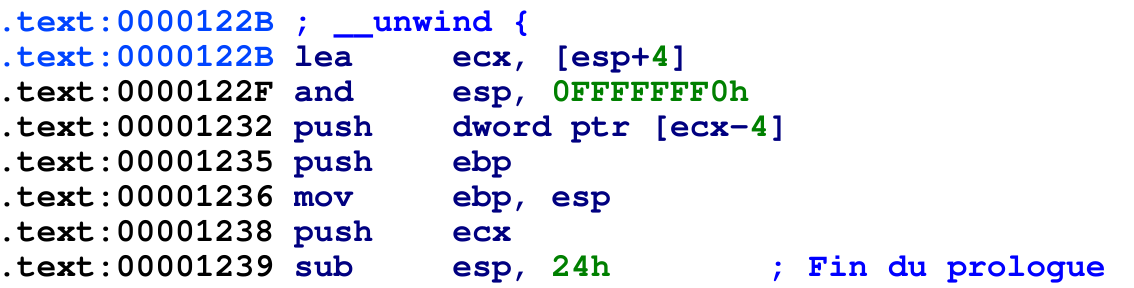 .text:0000122B ; __unwind {
.text:0000122B lea ecx, [esp+4]
.text:0000122F and esp, 0FFFFFFF0h
.text:00001232 push dword ptr [ecx-4]
.text:00001235 push ebp
.text:00001236 mov ebp, esp
.text:00001238 push ecx
.text:00001239 sub esp, 24h ; Fin du prologue